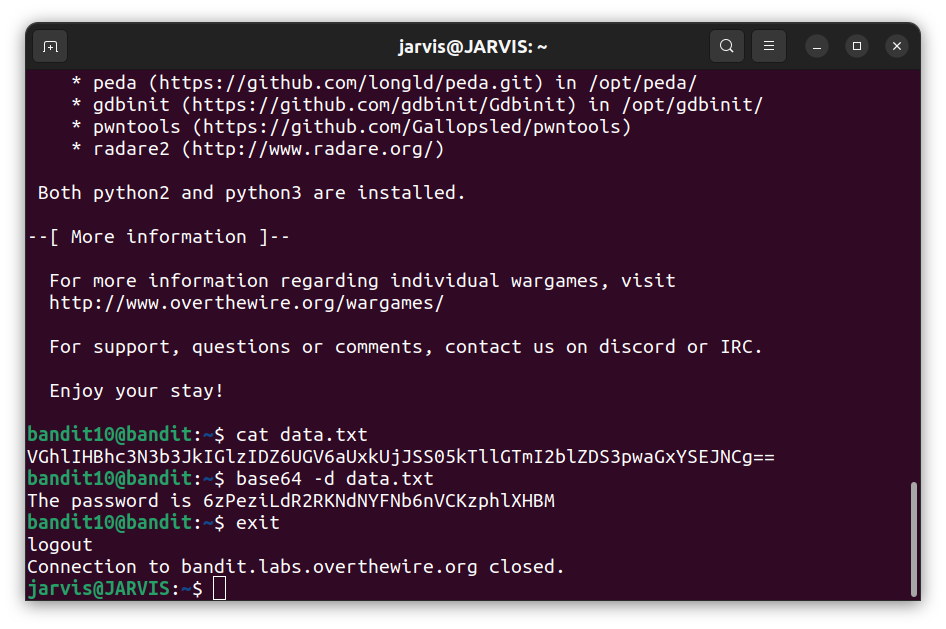 jarvis@JARVIS: ~
* peda (https://github.com/longld/peda.git) in /opt/peda/
* gdbinit (https://github.com/gdbinit/Gdbinit) in /opt/gdbinit/
* pwntools (https://github.com/Gallopsled/pwntools)
* radare2 (http://www.radare.org/)
Both python2 and python3 are installed.
--[ More information ]--
For more information regarding individual wargames, visit
http://www.overthewire.org/wargames/
For support, questions or comments, contact us on discord or IRC.
Enjoy your stay!
bandit10@bandit:~$ cat data.txt
VGhlIHBhc3N3b3JkIGlzIDZ6UGV6aUxkUjJSS05kTllGTmI2blZDS3pwaGxYSEJNCg==
bandit10@bandit:~$ base64 -d data.txt
The password is 6zPeziLdR2RKNdNYFNb6nVCKzphlXHBM
bandit10@bandit:~$ exit
logout
Connection to bandit.labs.overthewire.org closed.
jarvis@JARVIS:~$